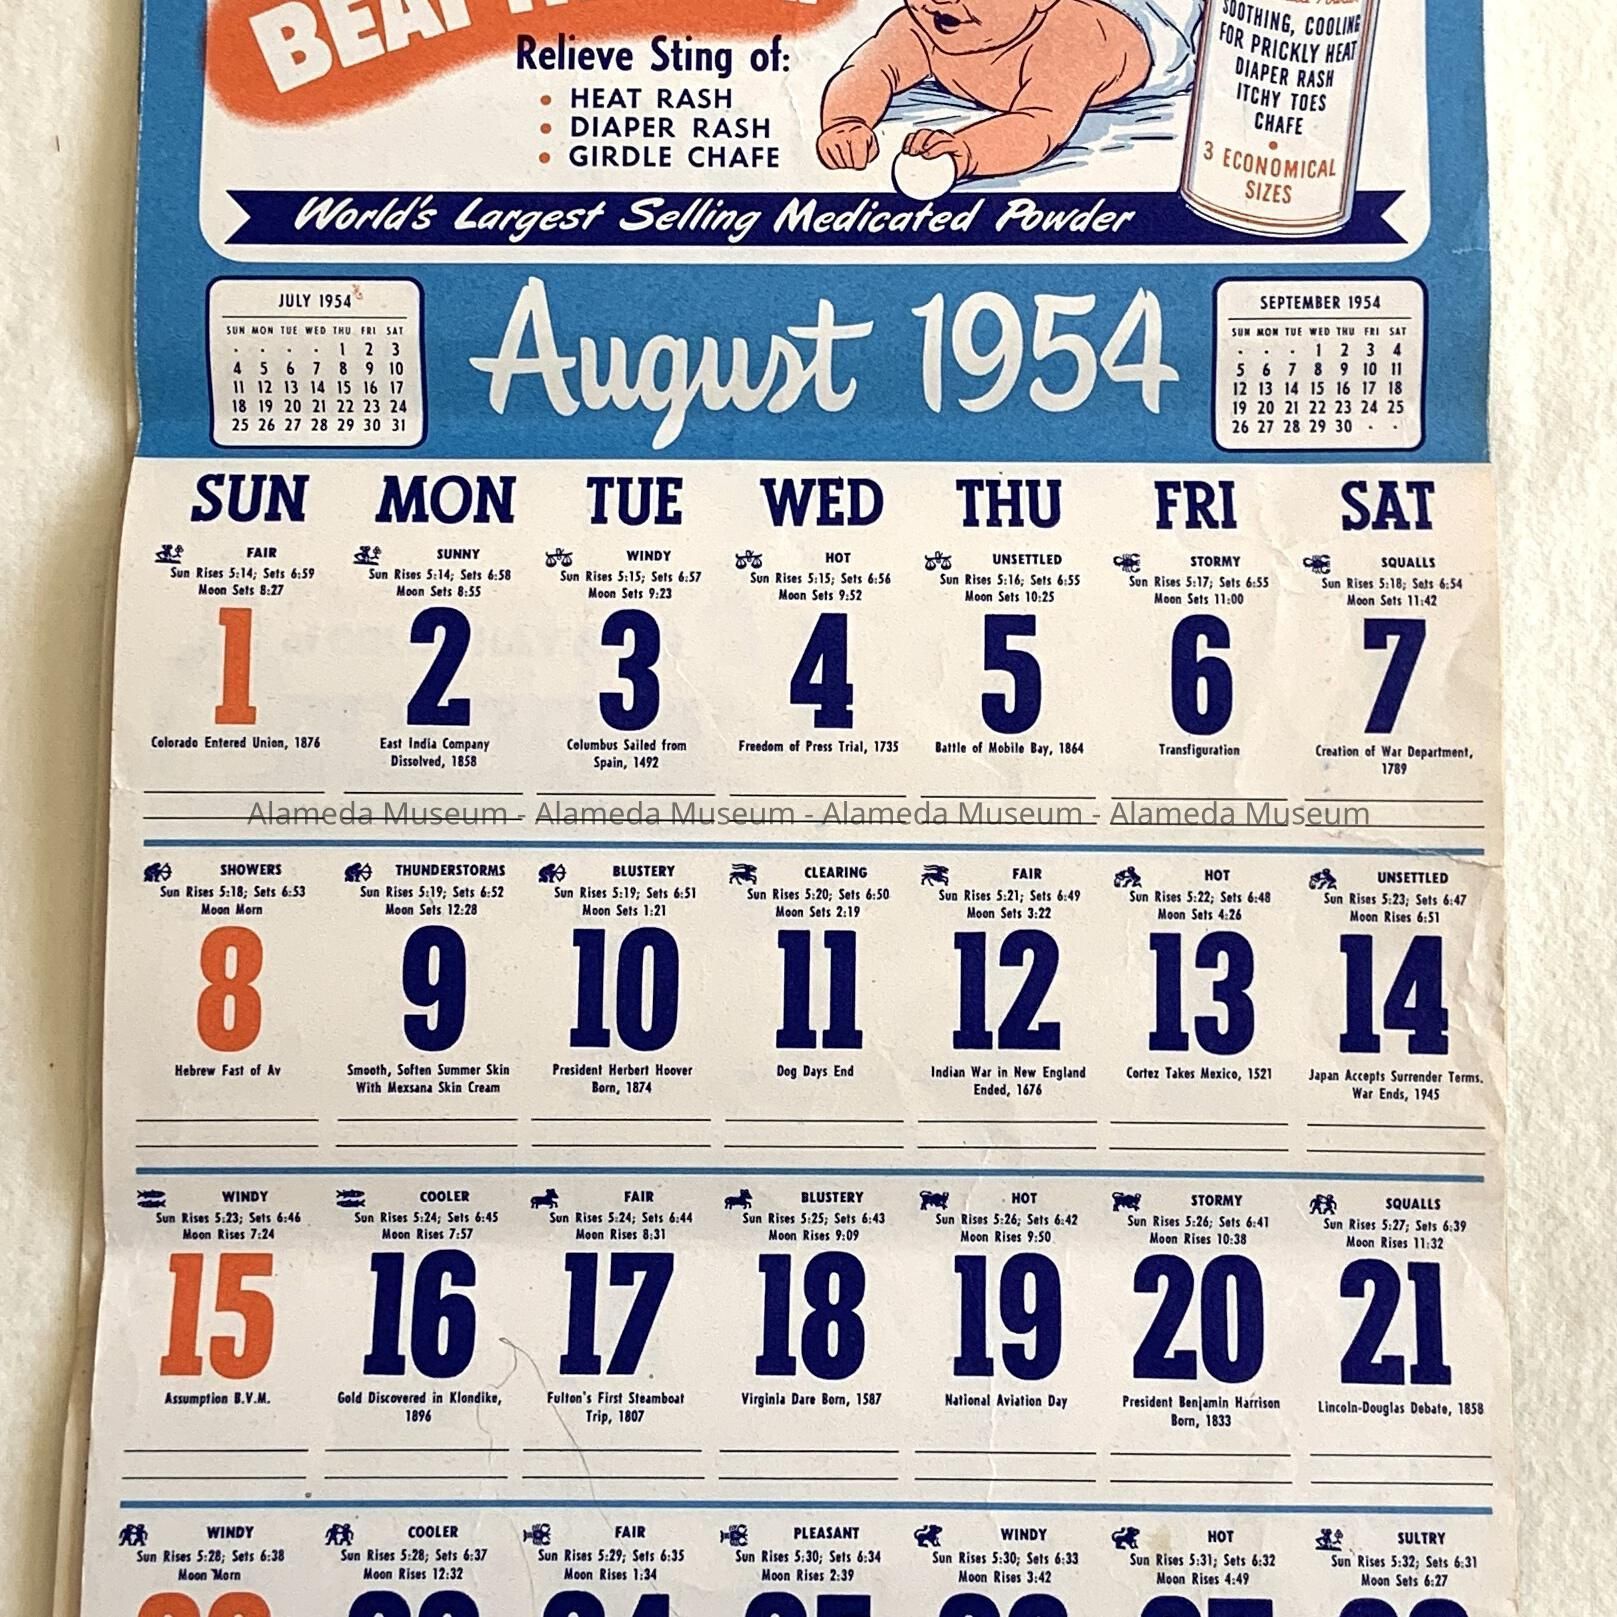 BEAT
Relieve Sting of:
• HEAT RASH
• DIAPER RASH
• GIRDLE CHAFE
SOOTHING, COOLING
FOR PRICKLY HEAT
DIAPER RASH
ITCHY TOES
CHAFE
•
3 ECONOMICAL
SIZES
World's Largest Selling Medicated Powder
JULY 1954
SUN MON TUE WED THU FRI SAT
· · · · 1 2 3
4 5 6 7 8 9 10
11 12 13 14 15 16 17
18 19 20 21 22 23 24
25 26 27 28 29 30 31
August 1954
SEPTEMBER 1954
SUN MON TUE WED THU FRI SAT
· · · 1 2 3 4
5 6 7 8 9 10 11
12 13 14 15 16 17 18
19 20 21 22 23 24 25
26 27 28 29 30 · ·
SUN MON TUE WED THU FRI SAT
FAIR SUNNY WINDY HOT UNSETTLED STORMY SQUALLS
Sun Rises 5:14; Sets 6:59 Sun Rises 5:14; Sets 6:58 Sun Rises 5:15; Sets 6:57 Sun Rises 5:15; Sets 6:56 Sun Rises 5:16; Sets 6:55 Sun Rises 5:17; Sets 6:55 Sun Rises 5:18; Sets 6:54
Moon Sets 8:27 Moon Sets 8:55 Moon Sets 9:23 Moon Sets 9:52 Moon Sets 10:25 Moon Sets 11:00 Moon Sets 11:42
1 2 3 4 5 6 7
Colorado Entered Union, 1876 East India Company Columbus Sailed from Freedom of Press Trial, 1735 Battle of Mobile Bay, 1864 Transfiguration Creation of War Department,
Dissolved, 1858 Spain, 1492 1789
Alameda Museum - Alameda Museum - Alameda Museum - Alameda Museum
SHOWERS THUNDERSTORMS BLUSTERY CLEARING FAIR HOT UNSETTLED
Sun Rises 5:18; Sets 6:53 Sun Rises 5:19; Sets 6:52 Sun Rises 5:19; Sets 6:51 Sun Rises 5:20; Sets 6:50 Sun Rises 5:21; Sets 6:49 Sun Rises 5:22; Sets 6:48 Sun Rises 5:23; Sets 6:47
Moon Morn Moon Sets 12:28 Moon Sets 1:21 Moon Sets 2:19 Moon Sets 3:22 Moon Sets 4:26 Moon Rises 6:51
8 9 10 11 12 13 14
Hebrew Fast of Av Smooth, Soften Summer Skin President Herbert Hoover Dog Days End Indian War in New England Cortez Takes Mexico, 1521 Japan Accepts Surrender Terms.
With Mexsana Skin Cream Born, 1874 Ended, 1676 War Ends, 1945
WINDY COOLER FAIR BLUSTERY HOT STORMY SQUALLS
Sun Rises 5:23; Sets 6:46 Sun Rises 5:24; Sets 6:45 Sun Rises 5:24; Sets 6:44 Sun Rises 5:25; Sets 6:43 Sun Rises 5:26; Sets 6:42 Sun Rises 5:26; Sets 6:41 Sun Rises 5:27; Sets 6:39
Moon Rises 7:24 Moon Rises 7:57 Moon Rises 8:31 Moon Rises 9:09 Moon Rises 9:50 Moon Rises 10:38 Moon Rises 11:32
15 16 17 18 19 20 21
Assumption B.V.M. Gold Discovered in Klondike, Fulton's First Steamboat Virginia Dare Born, 1587 National Aviation Day President Benjamin Harrison Lincoln-Douglas Debate, 1858
1896 Trip, 1807 Born, 1833
WINDY COOLER FAIR PLEASANT WINDY HOT SULTRY
Sun Rises 5:28; Sets 6:38 Sun Rises 5:28; Sets 6:37 Sun Rises 5:29; Sets 6:35 Sun Rises 5:30; Sets 6:34 Sun Rises 5:30; Sets 6:33 Sun Rises 5:31; Sets 6:32 Sun Rises 5:32; Sets 6:31
Moon Morn Moon Rises 12:32 Moon Rises 1:34 Moon Rises 2:39 Moon Rises 3:42 Moon Rises 4:49 Moon Sets 6:27